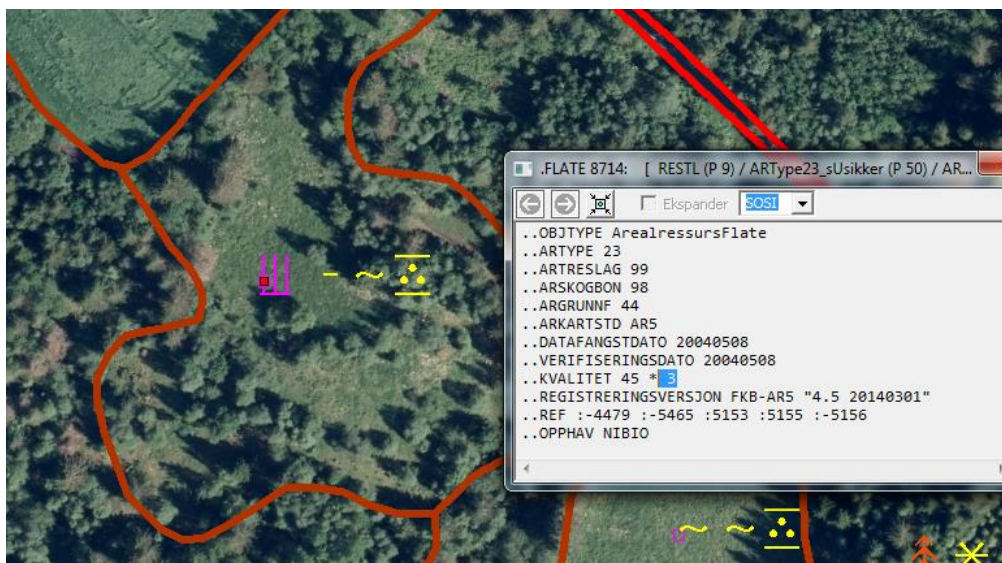 .FLATE 8714: [ RESTL (P 9) / ARType23_sUsikker (P 50) / AR...
Ekspander SOSI
..OBJTYPE ArealressursFlate
..ARTYPE 23
..ARTRESLAG 99
..ARSKOGBON 98
..ARGRUNNF 44
..ARKARTSTD AR5
..DATAFANGSTDATO 20040508
..VERIFISERINGSDATO 20040508
..KVALITET 45 * 3
..REGISTRERINGSVERSJON FKB-AR5 "4.5 20140301"
..REF :-4479 :-5465 :5153 :5155 :-5156
..OPPHAV NIBIO